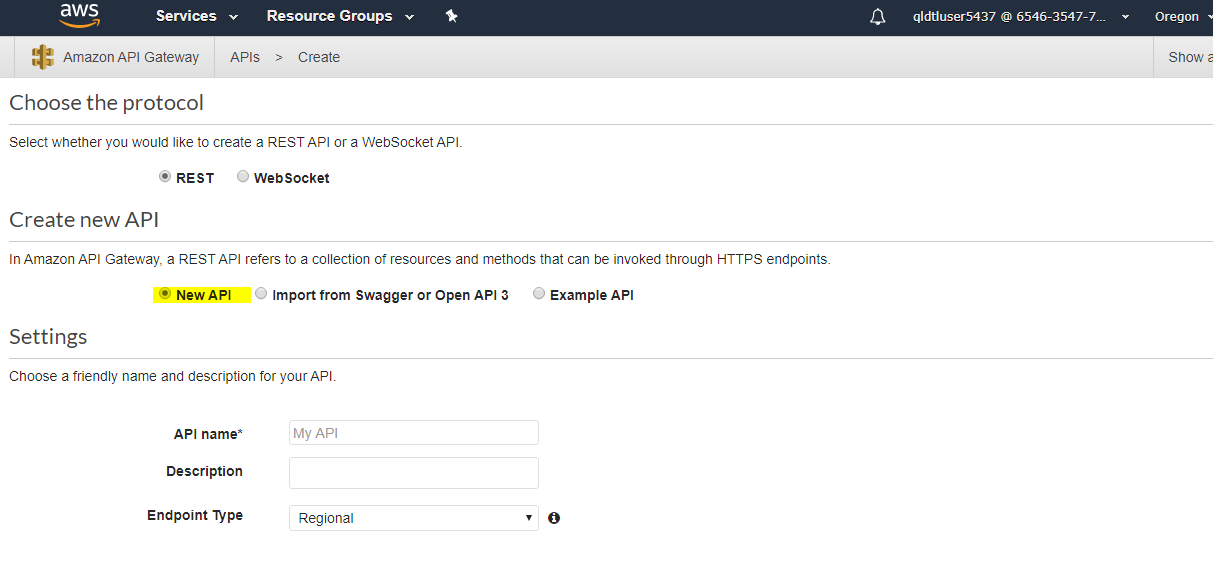 aws Services Resource Groups qldtluser5437 @ 6546-3547-7... Oregon
Amazon API Gateway APIs > Create Show a
Choose the protocol
Select whether you would like to create a REST API or a WebSocket API.
REST WebSocket
Create new API
In Amazon API Gateway, a REST API refers to a collection of resources and methods that can be invoked through HTTPS endpoints.
New API Import from Swagger or Open API 3 Example API
Settings
Choose a friendly name and description for your API.
API name* My API
Description
Endpoint Type Regional